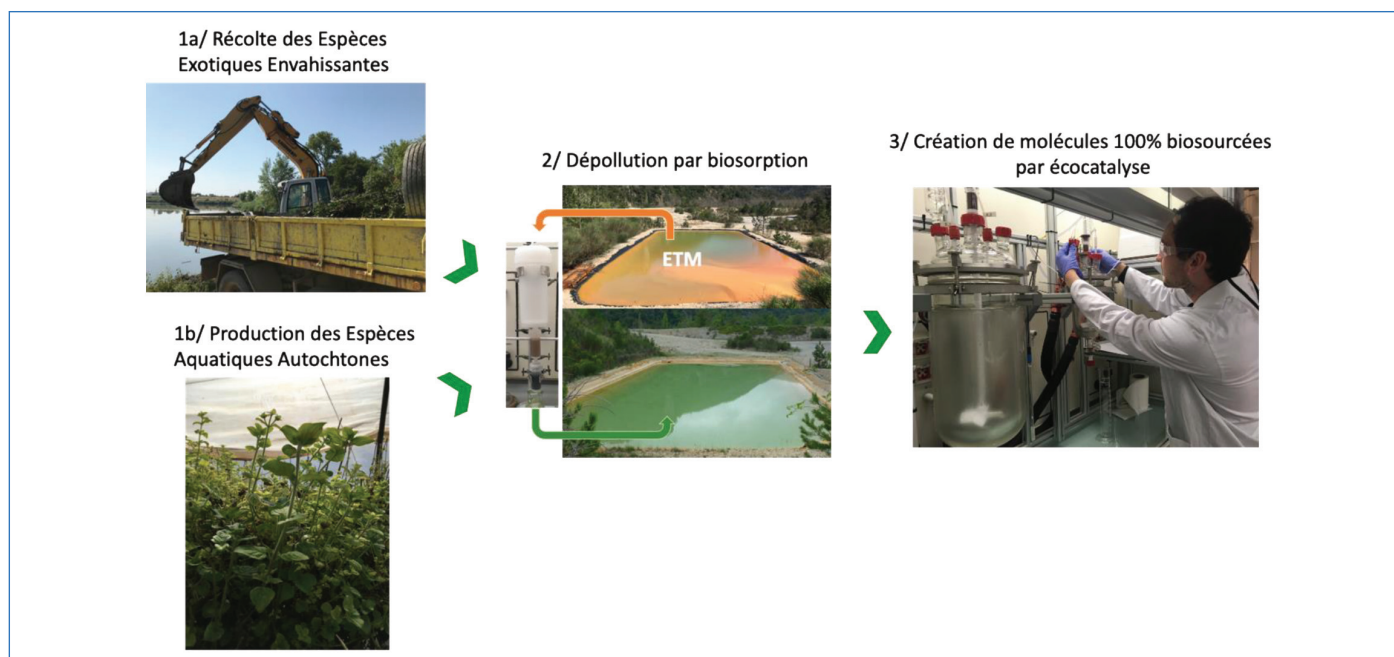 1a/ Récolte des Espèces
Exotiques Envahissantes
1b/ Production des Espèces
Aquatiques Autochtones
2/ Dépollution par biosorption
ETM
3/ Création de molécules 100% biosourcées
par écocatalyse